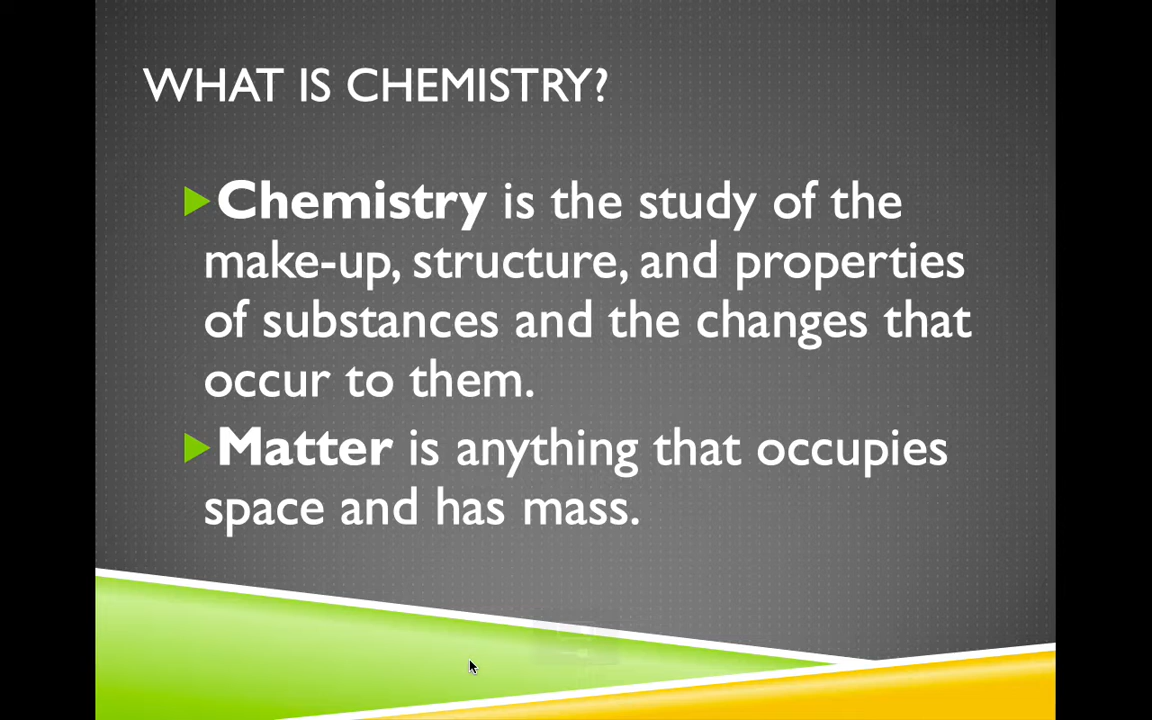 WHAT IS CHEMISTRY?
Chemistry is the study of the
make-up, structure, and properties
of substances and the changes that
occur to them.
Matter is anything that occupies
space and has mass.